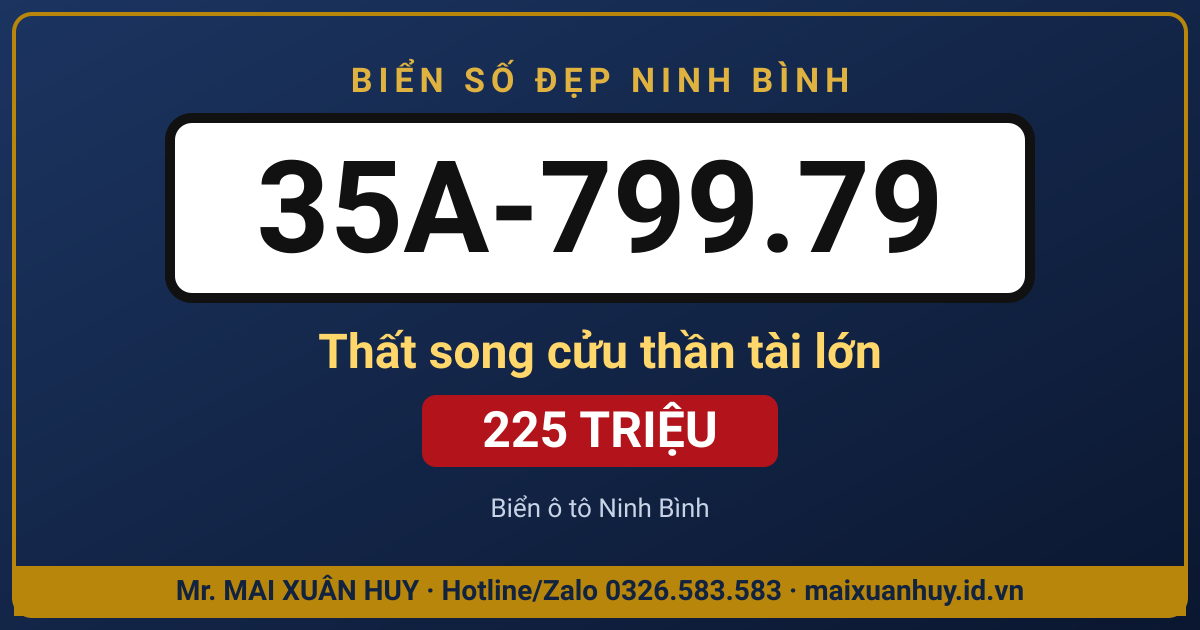 BIỂN SỐ ĐẸP NINH BÌNH
35A-799.79
Thất song cửu thần tài lớn
225 TRIỆU
Biển ô tô Ninh Bình
Mr. MAI XUÂN HUY · Hotline/Zalo 0326.583.583 · maixuanhuy.id.vn